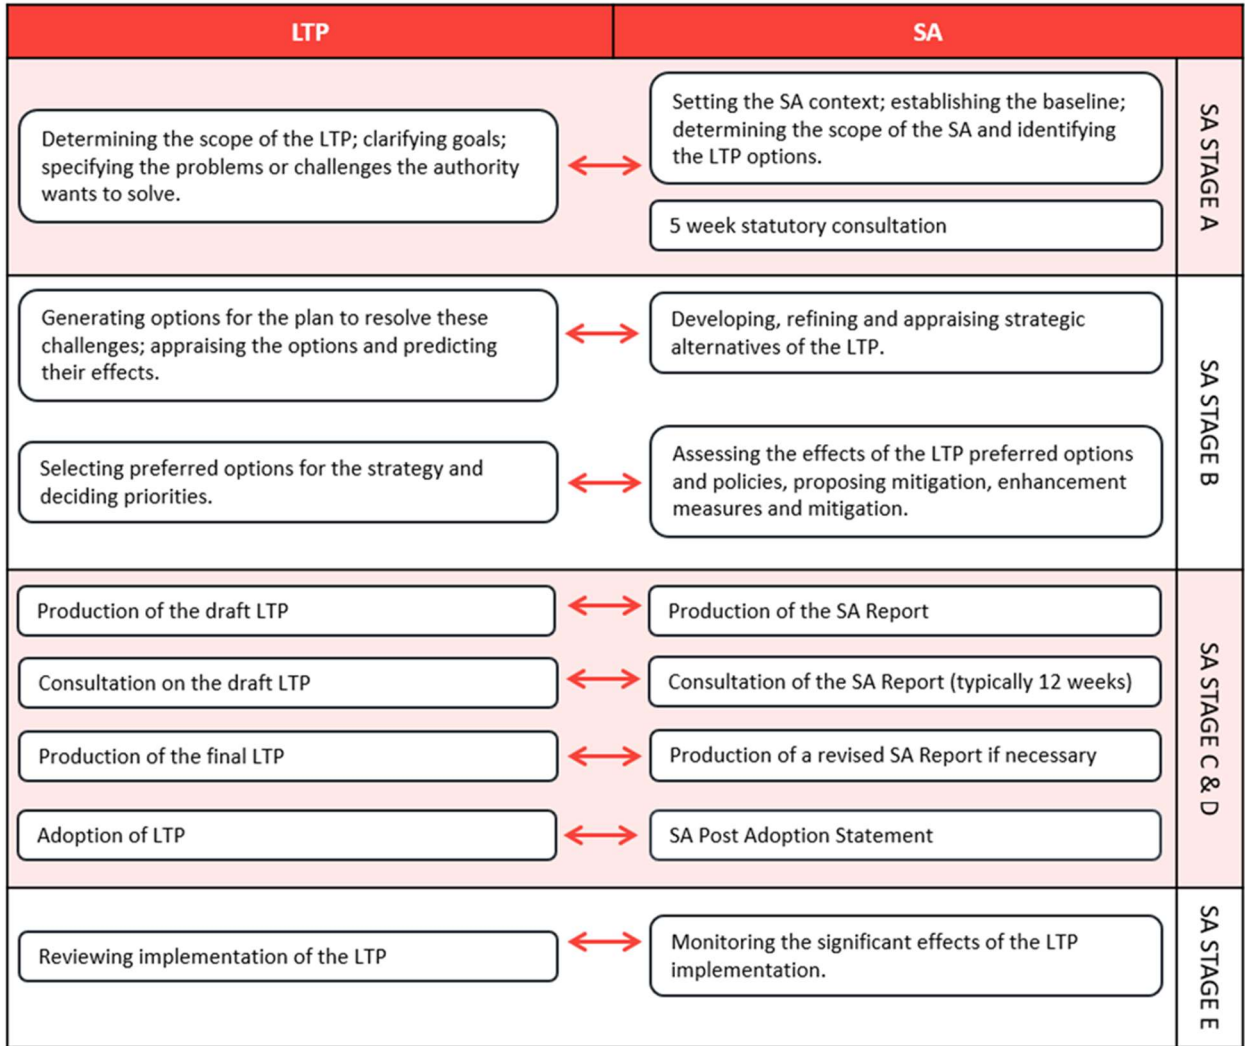 LTP
SA
Determining the scope of the LTP; clarifying goals;
specifying the problems or challenges the authority
wants to solve.
Setting the SA context; establishing the baseline;
determining the scope of the SA and identifying
the LTP options.
5 week statutory consultation
SA STAGE A
Generating options for the plan to resolve these
challenges; appraising the options and predicting
their effects.
Developing, refining and appraising strategic
alternatives of the LTP.
Selecting preferred options for the strategy and
deciding priorities.
Assessing the effects of the LTP preferred options
and policies, proposing mitigation, enhancement
measures and mitigation.
SA STAGE B
Production of the draft LTP
Production of the SA Report
Consultation on the draft LTP
Consultation of the SA Report (typically 12 weeks)
Production of the final LTP
Production of a revised SA Report if necessary
Adoption of LTP
SA Post Adoption Statement
SA STAGE C & D
Reviewing implementation of the LTP
Monitoring the significant effects of the LTP
implementation.
SA STAGE E